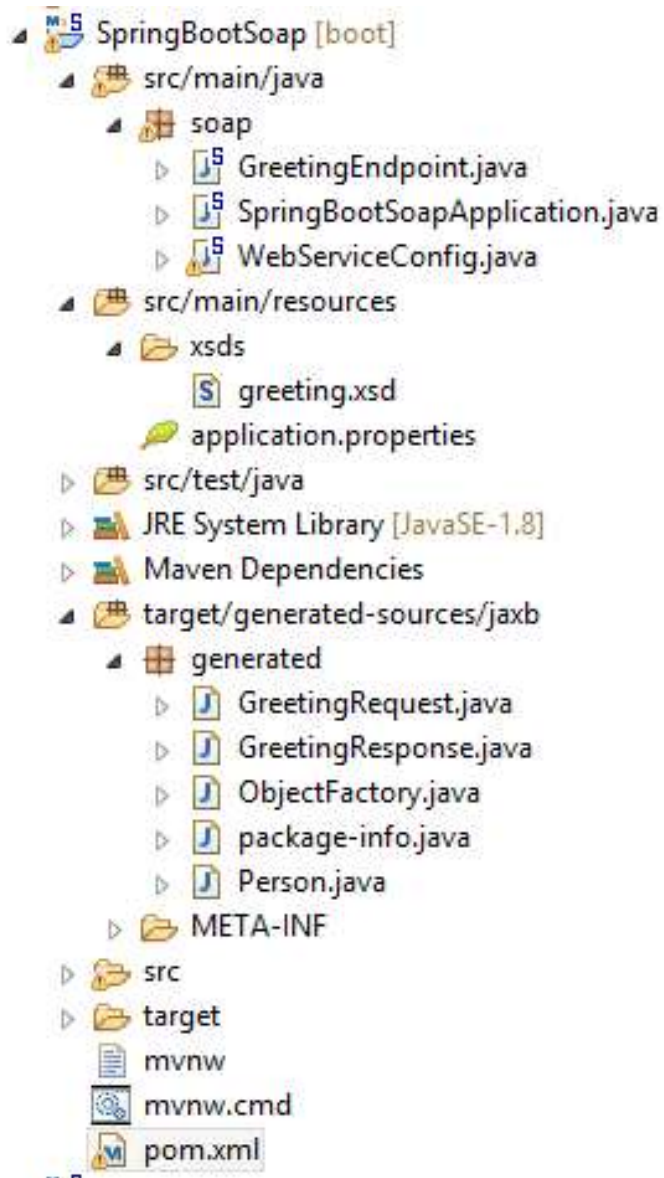 SpringBootSoap [boot]
src/main/java
soap
GreetingEndpoint.java
SpringBootSoapApplication.java
WebServiceConfig.java
src/main/resources
xsds
greeting.xsd
application.properties
src/test/java
JRE System Library [JavaSE-1.8]
Maven Dependencies
target/generated-sources/jaxb
generated
GreetingRequest.java
GreetingResponse.java
ObjectFactory.java
package-info.java
Person.java
META-INF
src
target
mvnw
mvnw.cmd
pom.xml